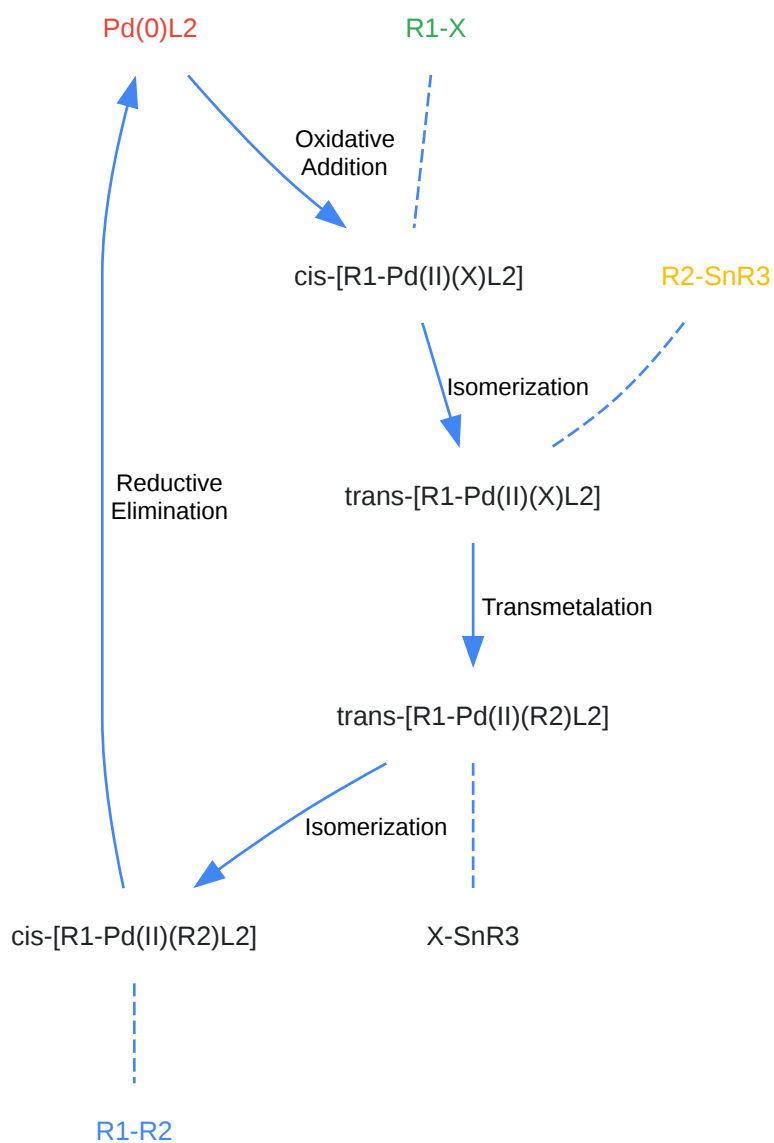 Pd(0)L2
R1-X
Oxidative
Addition
cis-[R1-Pd(II)(X)L2]
R2-SnR3
Isomerization
Reductive
Elimination
trans-[R1-Pd(II)(X)L2]
Transmetalation
trans-[R1-Pd(II)(R2)L2]
Isomerization
cis-[R1-Pd(II)(R2)L2]
X-SnR3
R1-R2